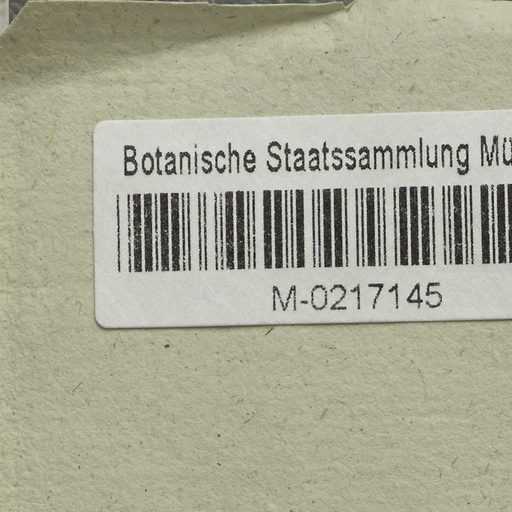 Botanische Staatssammlung Mü
M-0217145